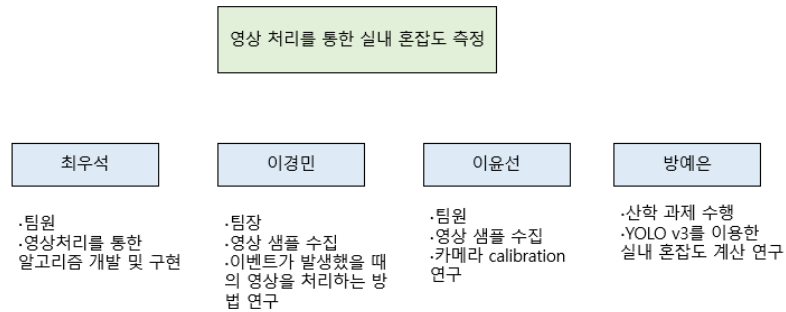 영상 처리를 통한 실내 혼잡도 측정
최우석
·팀원
·영상처리를 통한
알고리즘 개발 및 구현
이경민
·팀장
·영상 샘플 수집
·이벤트가 발생했을 때
의 영상을 처리하는 방
법 연구
이윤선
·팀원
·영상 샘플 수집
·카메라 calibration
연구
방예은
·산학 과제 수행
·YOLO v3를 이용한
실내 혼잡도 계산 연구